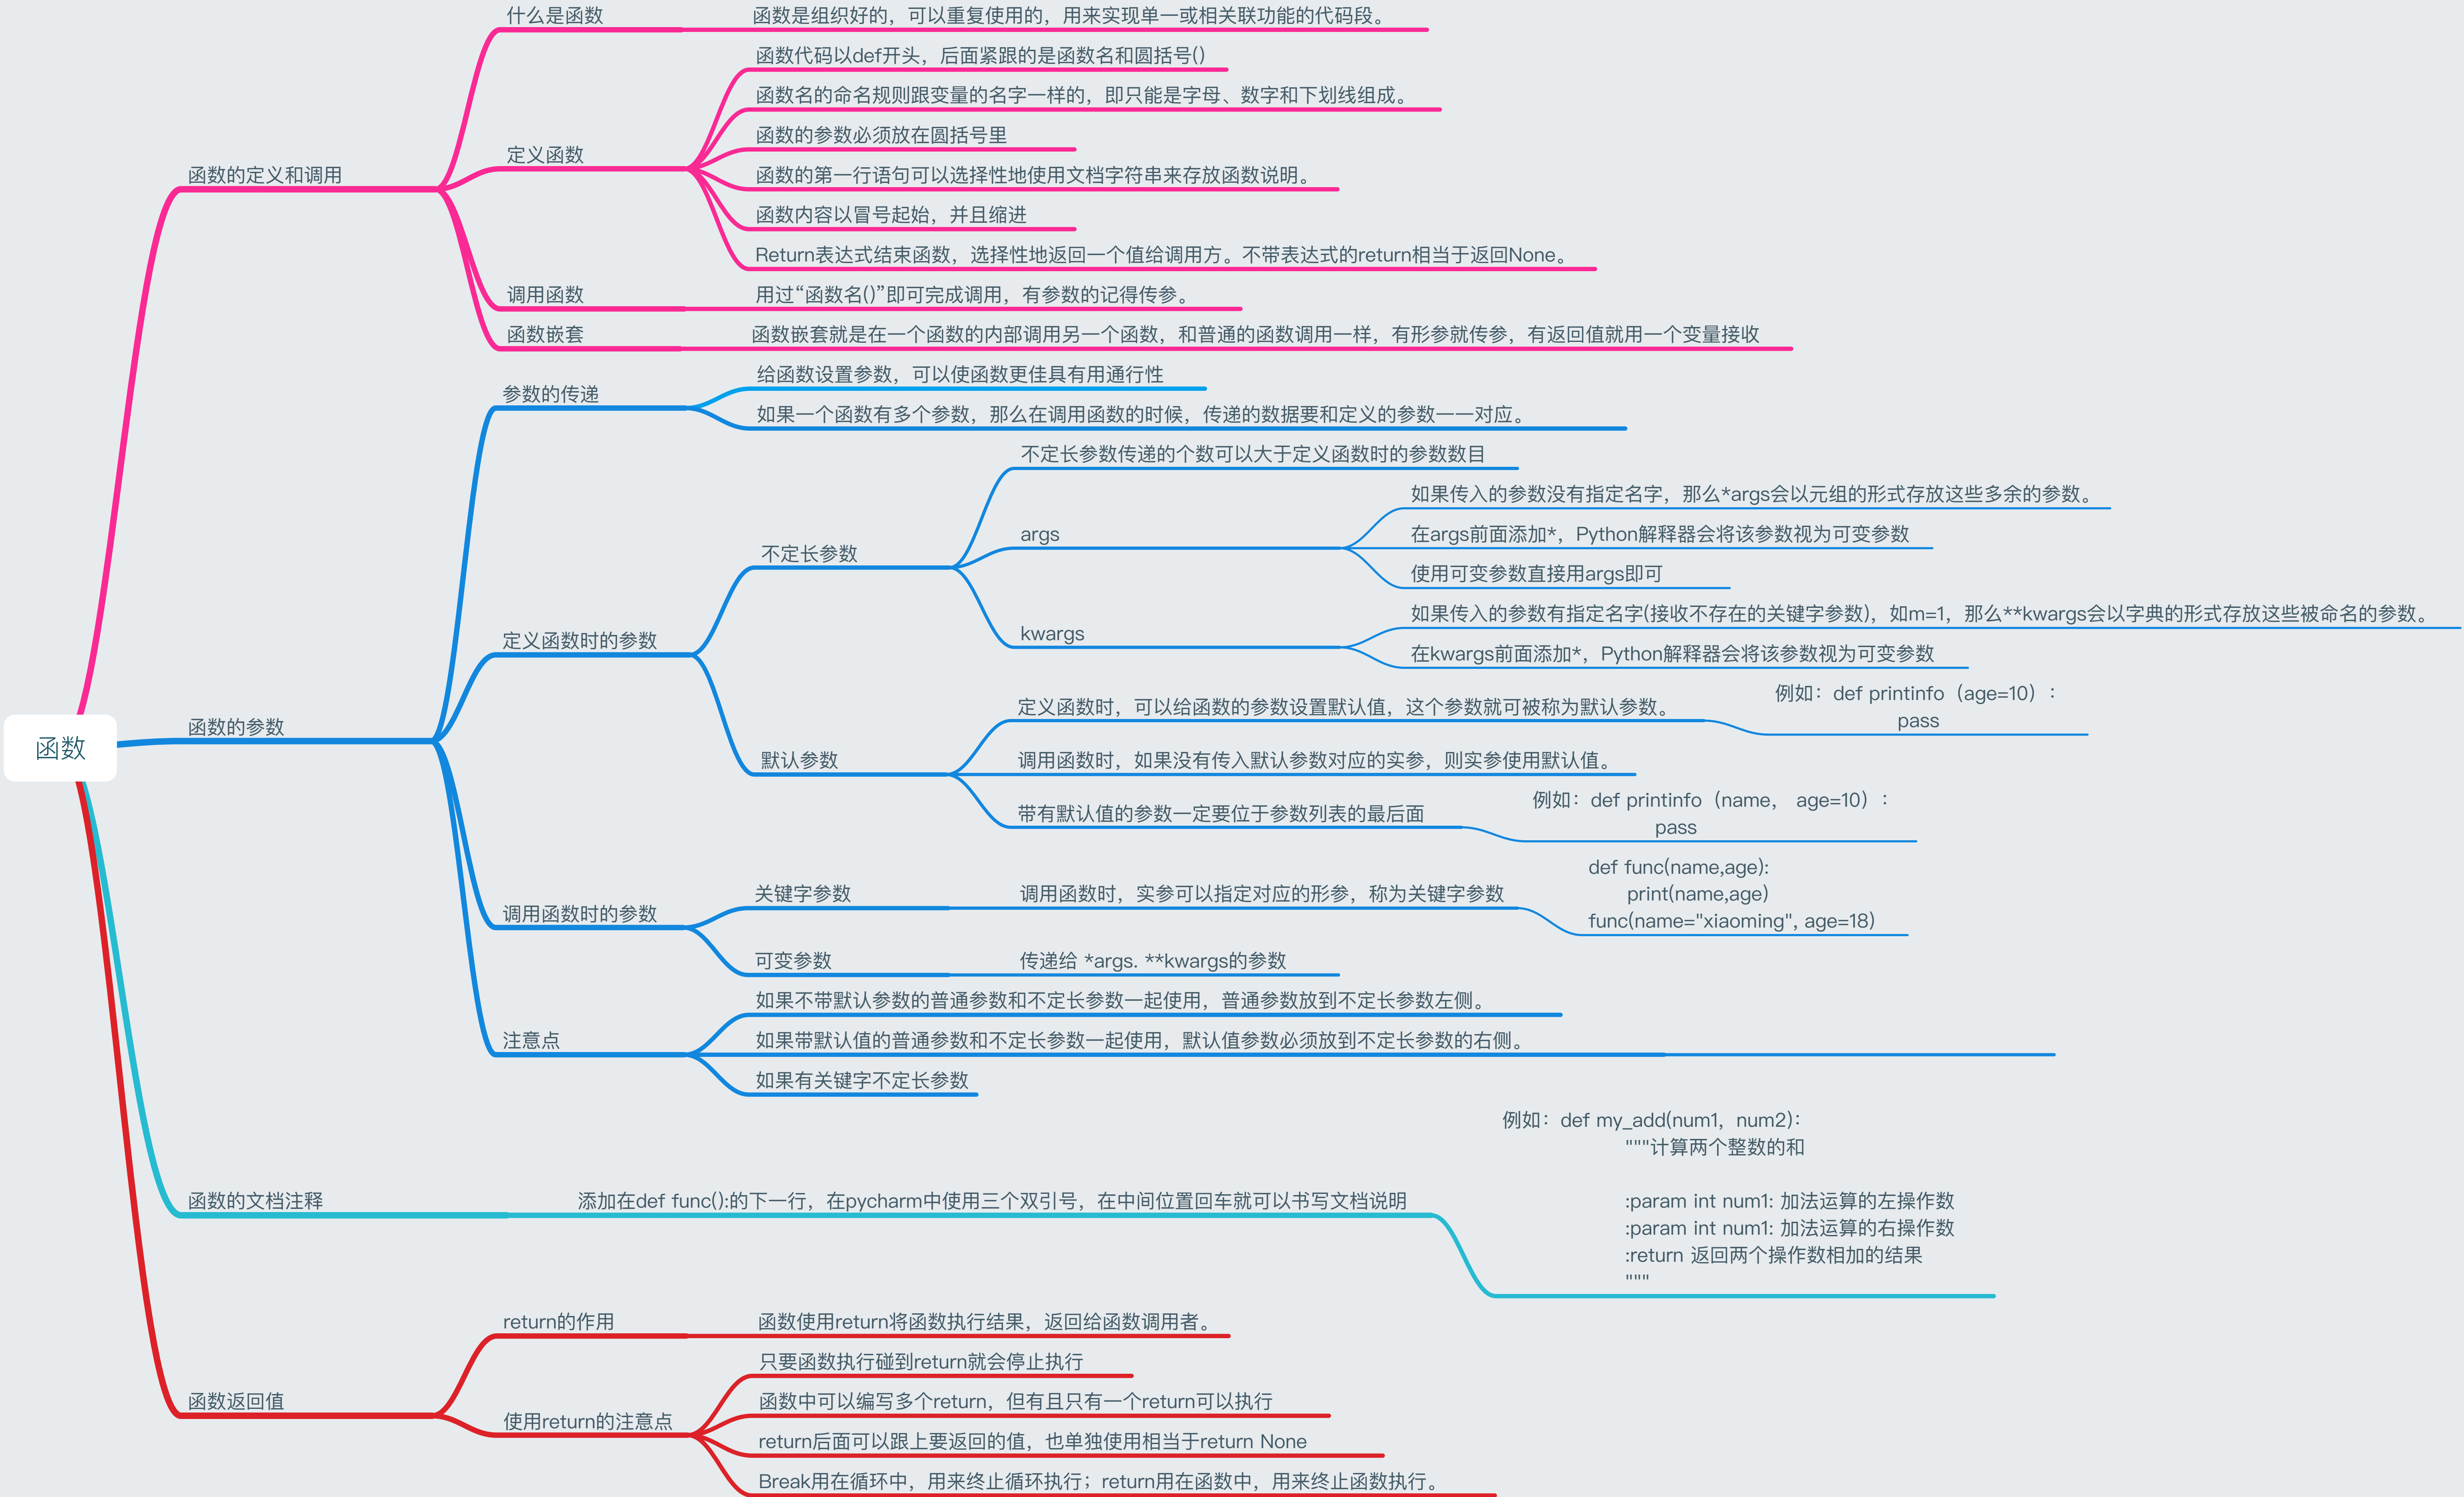 函数
函数的定义和调用
什么是函数
函数是组织好的，可以重复使用的，用来实现单一或相关联功能的代码段。
定义函数
函数代码以def开头，后面紧跟的是函数名和圆括号()
函数名的命名规则跟变量的名字一样的，即只能是字母、数字和下划线组成。
函数的参数必须放在圆括号里
函数的第一行语句可以选择性地使用文档字符串来存放函数说明。
函数内容以冒号起始，并且缩进
Return表达式结束函数，选择性地返回一个值给调用方。不带表达式的return相当于返回None。
调用函数
用过“函数名()”即可完成调用，有参数的记得传参。
函数嵌套
函数嵌套就是在一个函数的内部调用另一个函数，和普通的函数调用一样，有形参就传参，有返回值就用一个变量接收
函数的参数
参数的传递
给函数设置参数，可以使函数更佳具有用通行性
如果一个函数有多个参数，那么在调用函数的时候，传递的数据要和定义的参数一一对应。
定义函数时的参数
不定长参数
不定长参数传递的个数可以大于定义函数时的参数数目
args
如果传入的参数没有指定名字，那么*args会以元组的形式存放这些多余的参数。
在args前面添加*，Python解释器会将该参数视为可变参数
使用可变参数直接用args即可
kwargs
如果传入的参数有指定名字(接收不存在的关键字参数)，如m=1，那么**kwargs会以字典的形式存放这些被命名的参数。
在kwargs前面添加*，Python解释器会将该参数视为可变参数
默认参数
定义函数时，可以给函数的参数设置默认值，这个参数就可被称为默认参数。
例如：def printinfo（age=10）：
pass
调用函数时，如果没有传入默认参数对应的实参，则实参使用默认值。
带有默认值的参数一定要位于参数列表的最后面
例如：def printinfo（name， age=10）：
pass
调用函数时的参数
关键字参数
调用函数时，实参可以指定对应的形参，称为关键字参数
def func(name,age):
print(name,age)
func(name="xiaoming", age=18)
可变参数
传递给 *args. **kwargs的参数
注意点
如果不带默认参数的普通参数和不定长参数一起使用，普通参数放到不定长参数左侧。
如果带默认值的普通参数和不定长参数一起使用，默认值参数必须放到不定长参数的右侧。
如果有关键字不定长参数
函数的文档注释
添加在def func():的下一行，在pycharm中使用三个双引号，在中间位置回车就可以书写文档说明
例如：def my_add(num1，num2)：
"""计算两个整数的和
:param int num1: 加法运算的左操作数
:param int num1: 加法运算的右操作数
:return 返回两个操作数相加的结果
"""
函数返回值
return的作用
函数使用return将函数执行结果，返回给函数调用者。
使用return的注意点
只要函数执行碰到return就会停止执行
函数中可以编写多个return，但有且只有一个return可以执行
return后面可以跟上要返回的值，也单独使用相当于return None
Break用在循环中，用来终止循环执行；return用在函数中，用来终止函数执行。